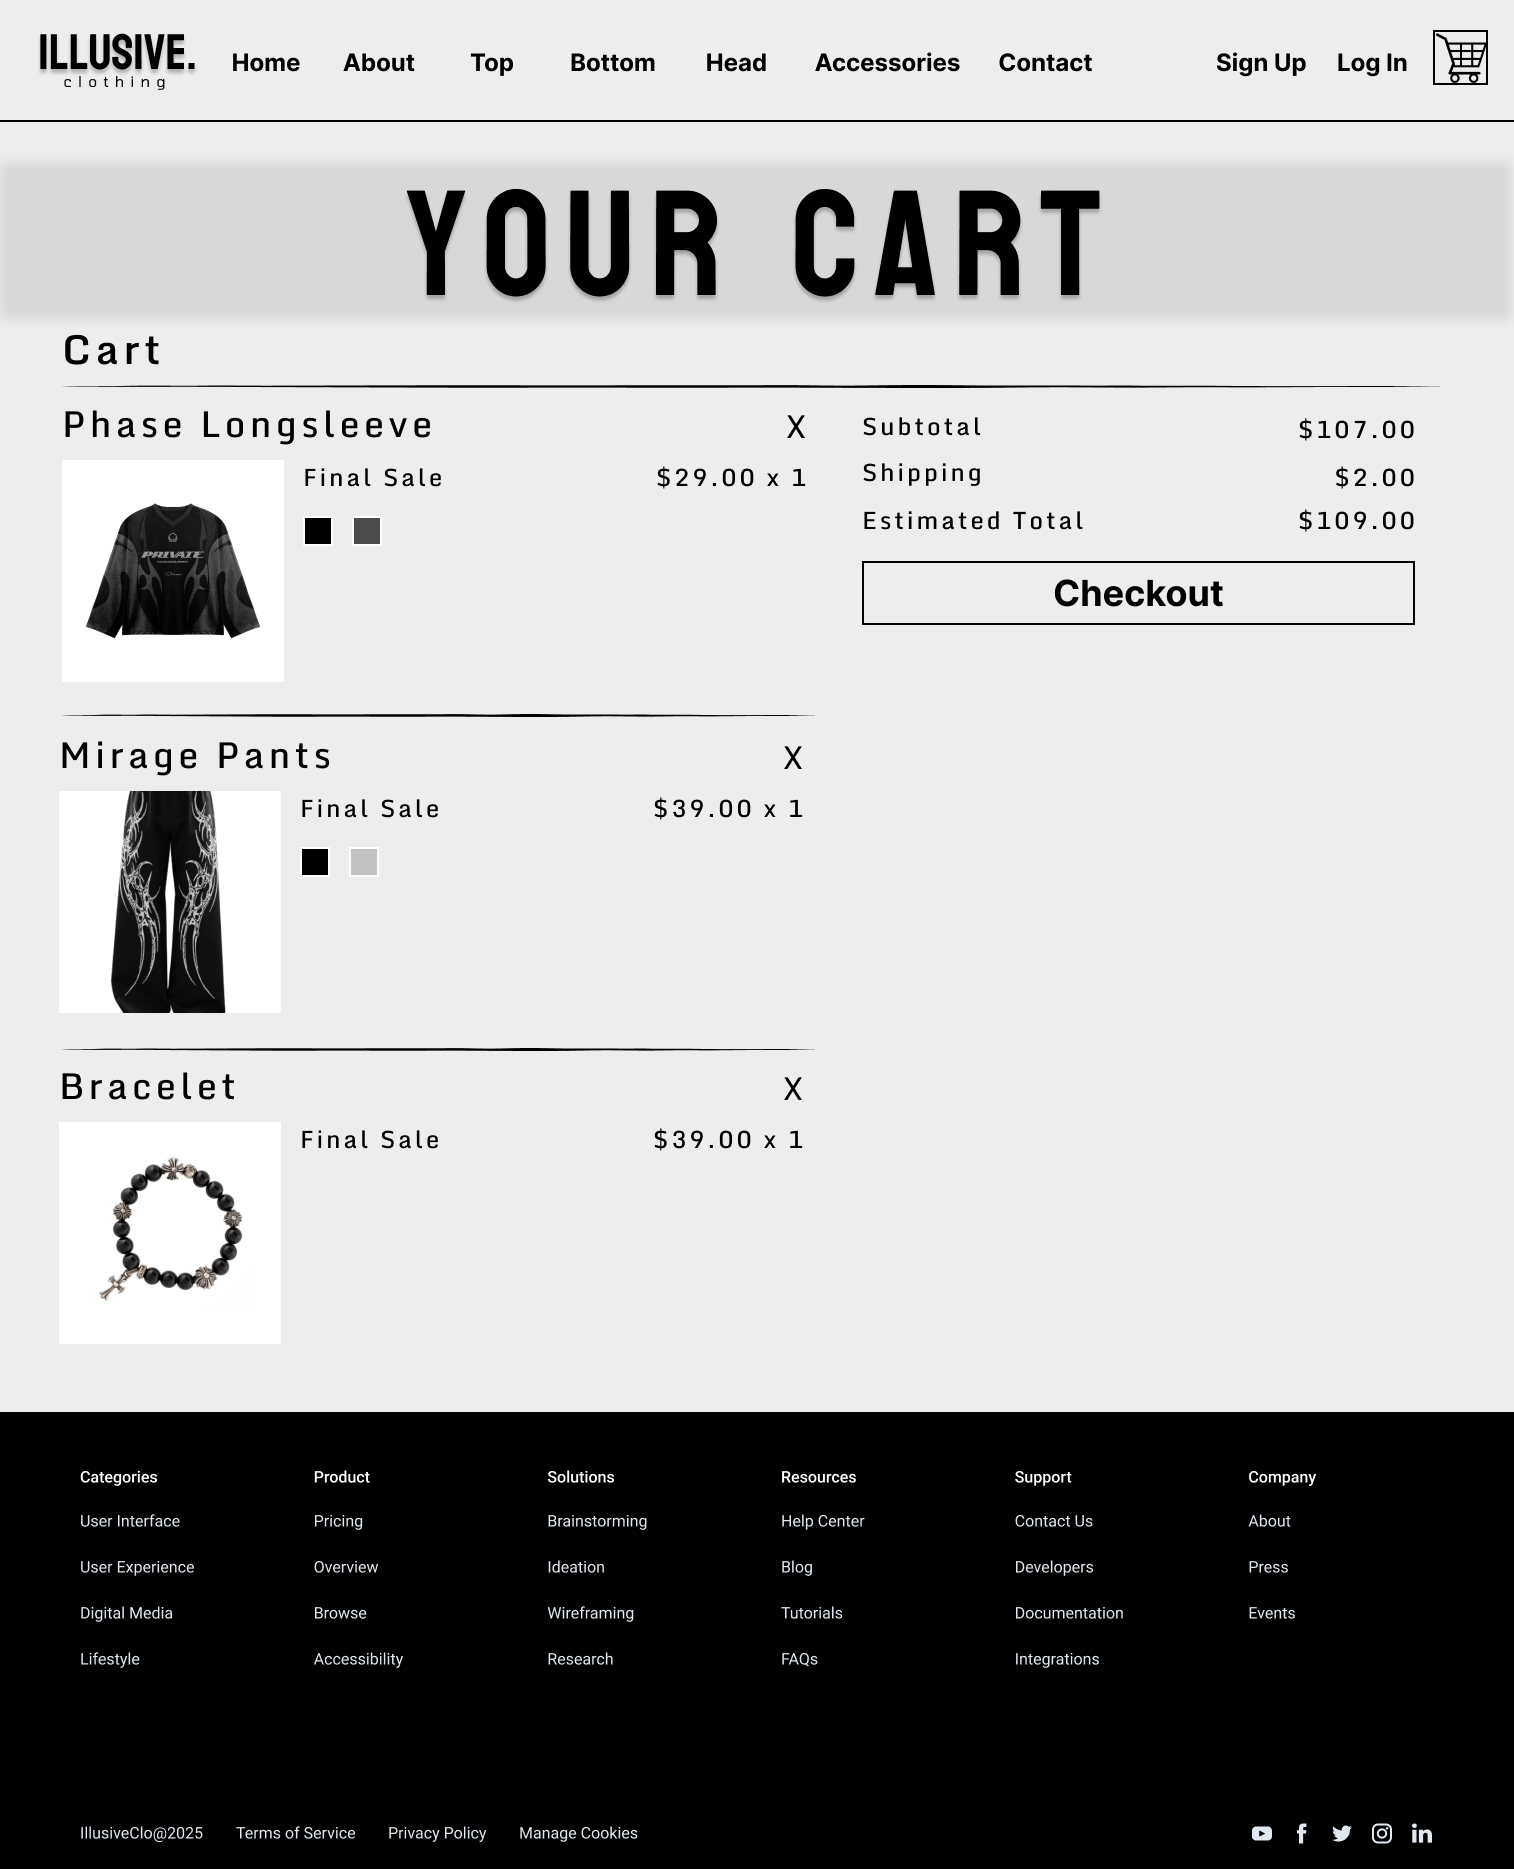 ILLUSIVE.
clothing
Home About Top Bottom Head Accessories Contact Sign Up Log In
YOUR CART
Cart
Phase Longsleeve X
Final Sale $29.00 x 1
PRIVATE
Subtotal $107.00
Shipping $2.00
Estimated Total $109.00
Checkout
Mirage Pants X
Final Sale $39.00 x 1
Bracelet X
Final Sale $39.00 x 1
Categories Product Solutions Resources Support Company
User Interface Pricing Brainstorming Help Center Contact Us About
User Experience Overview Ideation Blog Developers Press
Digital Media Browse Wireframing Tutorials Documentation Events
Lifestyle Accessibility Research FAQs Integrations
IllusiveClo@2025 Terms of Service Privacy Policy Manage Cookies